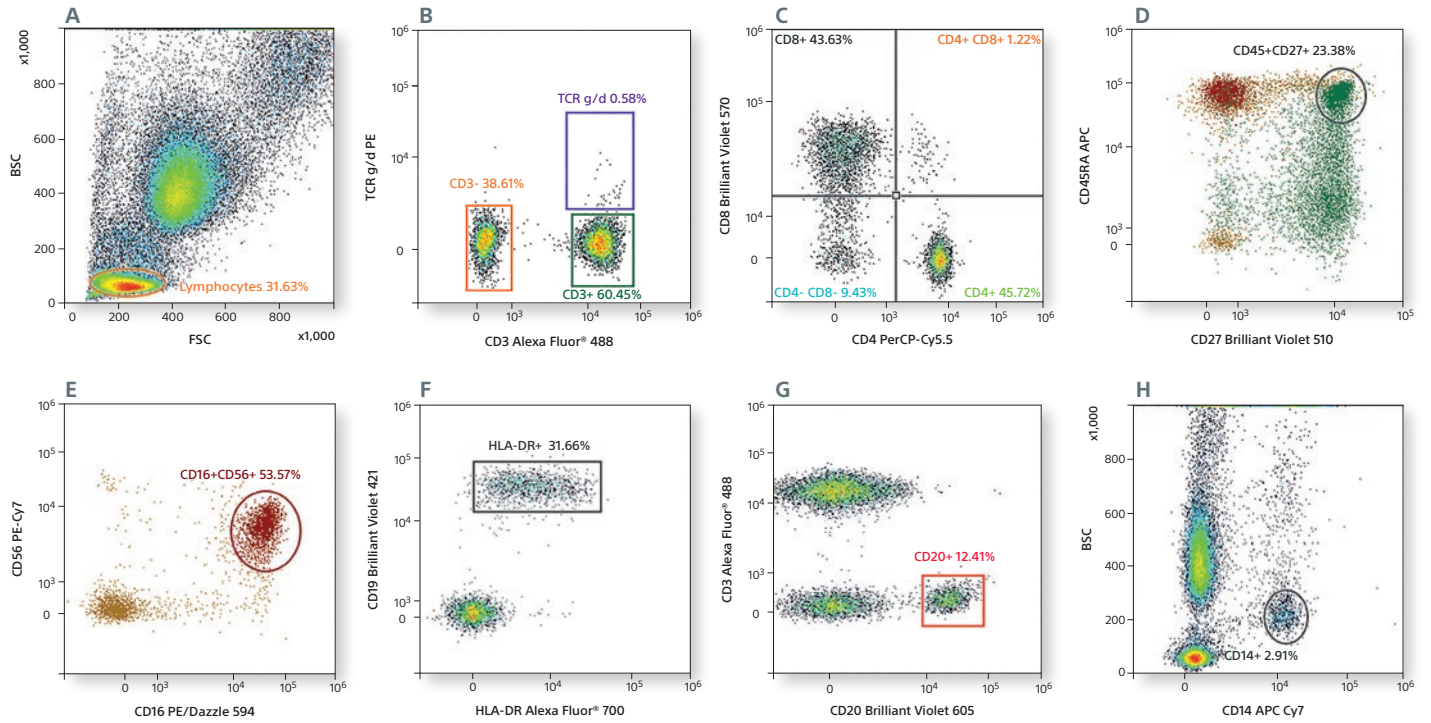 A
x1,000
800
600
400
200
0
BSC
Lymphocytes 31.63%
0 200 400 600 800
x1,000
FSC
B
10⁶
10⁵
10⁴
0
TCR g/d PE
TCR g/d 0.58%
CD3- 38.61%
CD3+ 60.45%
0 10³ 10⁴ 10⁵ 10⁶
CD3 Alexa Fluor® 488
C
10⁶
10⁵
10⁴
0
CD8 Brilliant Violet 570
CD8+ 43.63%
CD4+ CD8+ 1.22%
CD4- CD8- 9.43%
CD4+ 45.72%
0 10³ 10⁴ 10⁵ 10⁶
CD4 PerCP-Cy5.5
D
10⁶
10⁵
10⁴
10³
0
CD45RA APC
CD45+CD27+ 23.38%
0 10³ 10⁴ 10⁵
CD27 Brilliant Violet 510
E
10⁶
10⁵
10⁴
10³
0
CD56 PE-Cy7
CD16+CD56+ 53.57%
0 10³ 10⁴ 10⁵ 10⁶
CD16 PE/Dazzle 594
F
10⁶
10⁵
10⁴
10³
0
CD19 Brilliant Violet 421
HLA-DR+ 31.66%
0 10⁴ 10⁵ 10⁶
HLA-DR Alexa Fluor® 700
G
10⁶
10⁵
10⁴
10³
0
CD3 Alexa Fluor® 488
CD20+ 12.41%
0 10⁴ 10⁵ 10⁶
CD20 Brilliant Violet 605
H
x1,000
800
600
400
200
0
BSC
CD14+ 2.91%
0 10⁴ 10⁵ 10⁶
CD14 APC Cy7